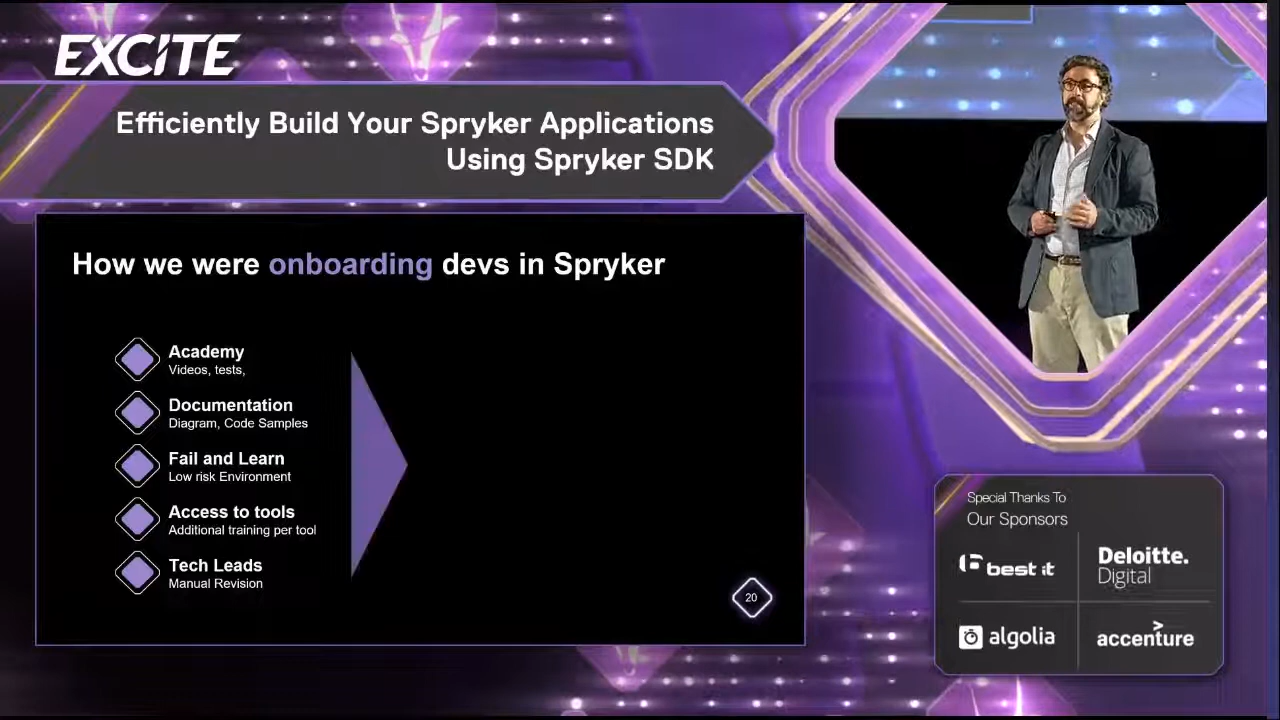 EXCITE
Efficiently Build Your Spryker Applications
Using Spryker SDK
How we were onboarding devs in Spryker
Academy
Videos, tests,
Documentation
Diagram, Code Samples
Fail and Learn
Low risk Environment
Access to tools
Additional training per tool
Tech Leads
Manual Revision
20
Special Thanks To
Our Sponsors
best it
Deloitte.
Digital
algolia
accenture